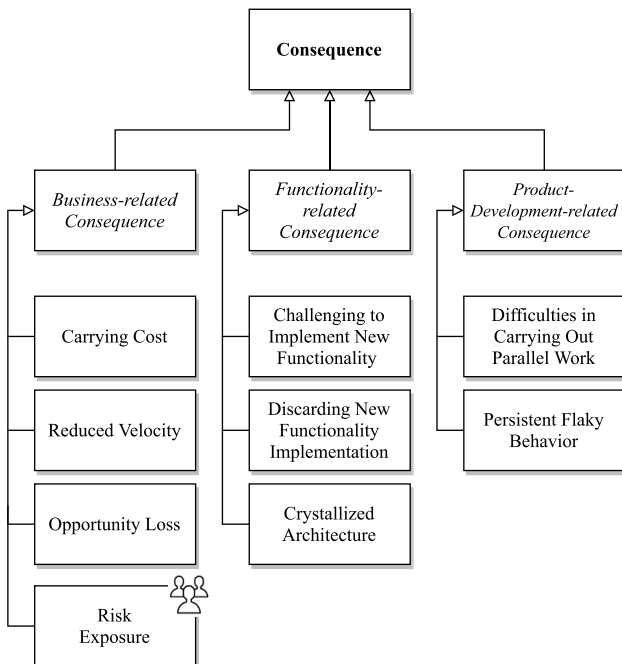 Consequence
Business-related
Consequence
Functionality-
related
Consequence
Product-
Development-related
Consequence
Carrying Cost
Challenging to
Implement New
Functionality
Difficulties in
Carrying Out
Parallel Work
Reduced Velocity
Discarding New
Functionality
Implementation
Persistent Flaky
Behavior
Opportunity Loss
Crystallized
Architecture
Risk
Exposure